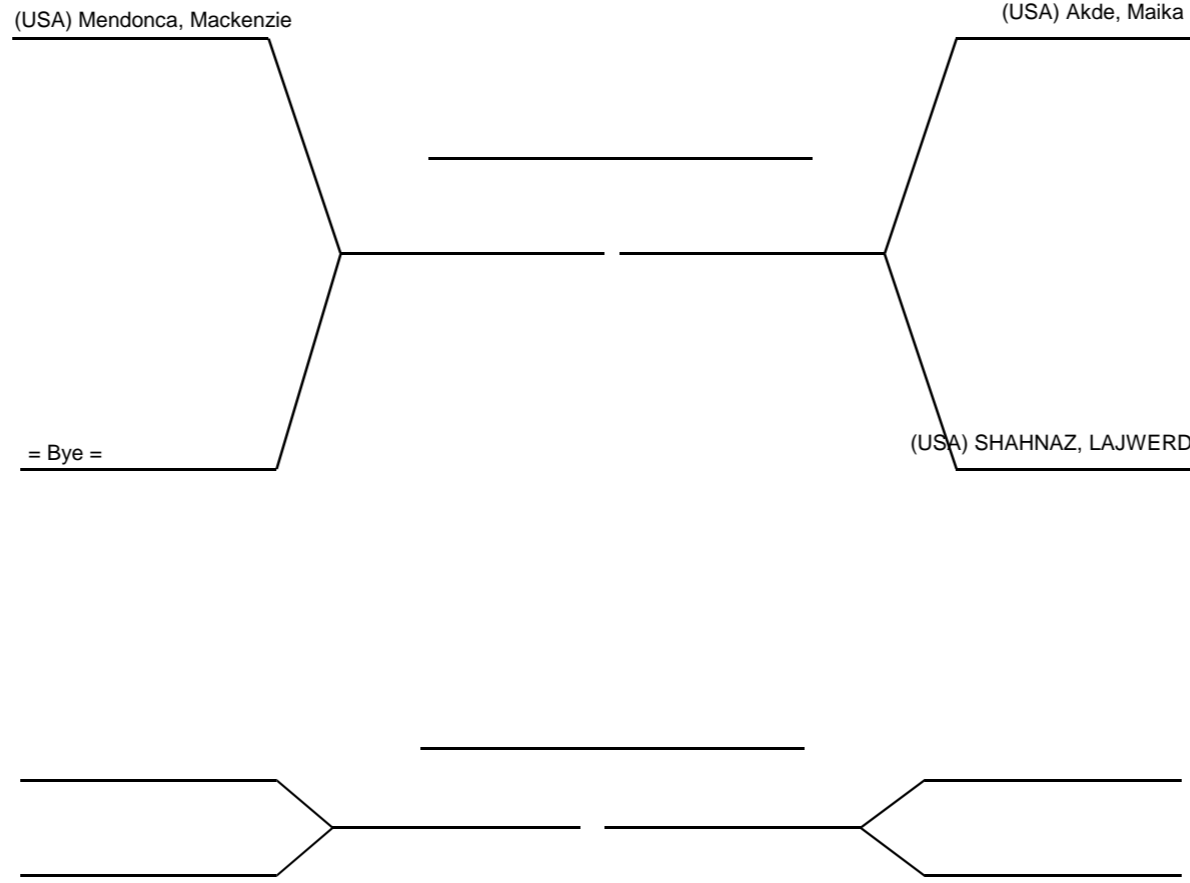 (USA) Mendonca, Mackenzie
(USA) Akde, Maika
= Bye =
(USA) SHAHNAZ, LAJWERD